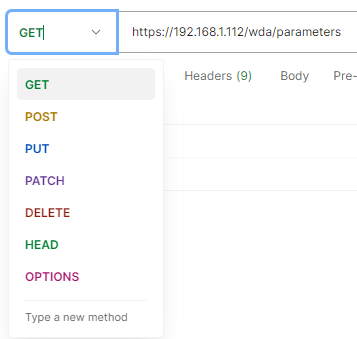 GET https://192.168.1.112/wda/parameters
Headers (9) Body Pre-
GET
POST
PUT
PATCH
DELETE
HEAD
OPTIONS
Type a new method